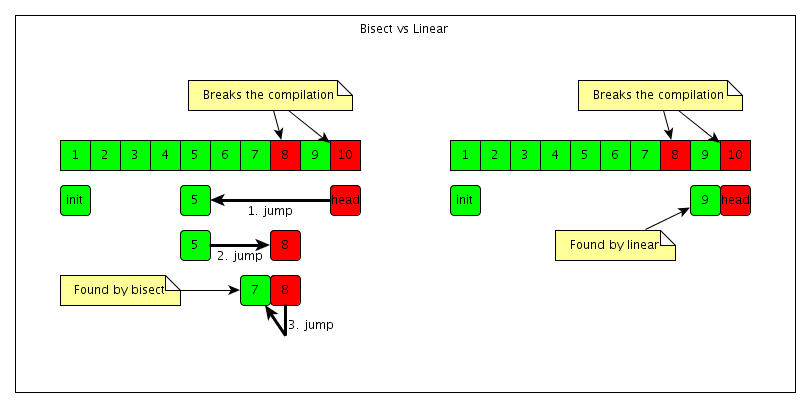 Bisect vs Linear
Breaks the compilation
Breaks the compilation
1 2 3 4 5 6 7 8 9 10
1 2 3 4 5 6 7 8 9 10
init 5 head
1. jump
init 9 head
5 8
2. jump
Found by linear
Found by bisect 7 8
3. jump